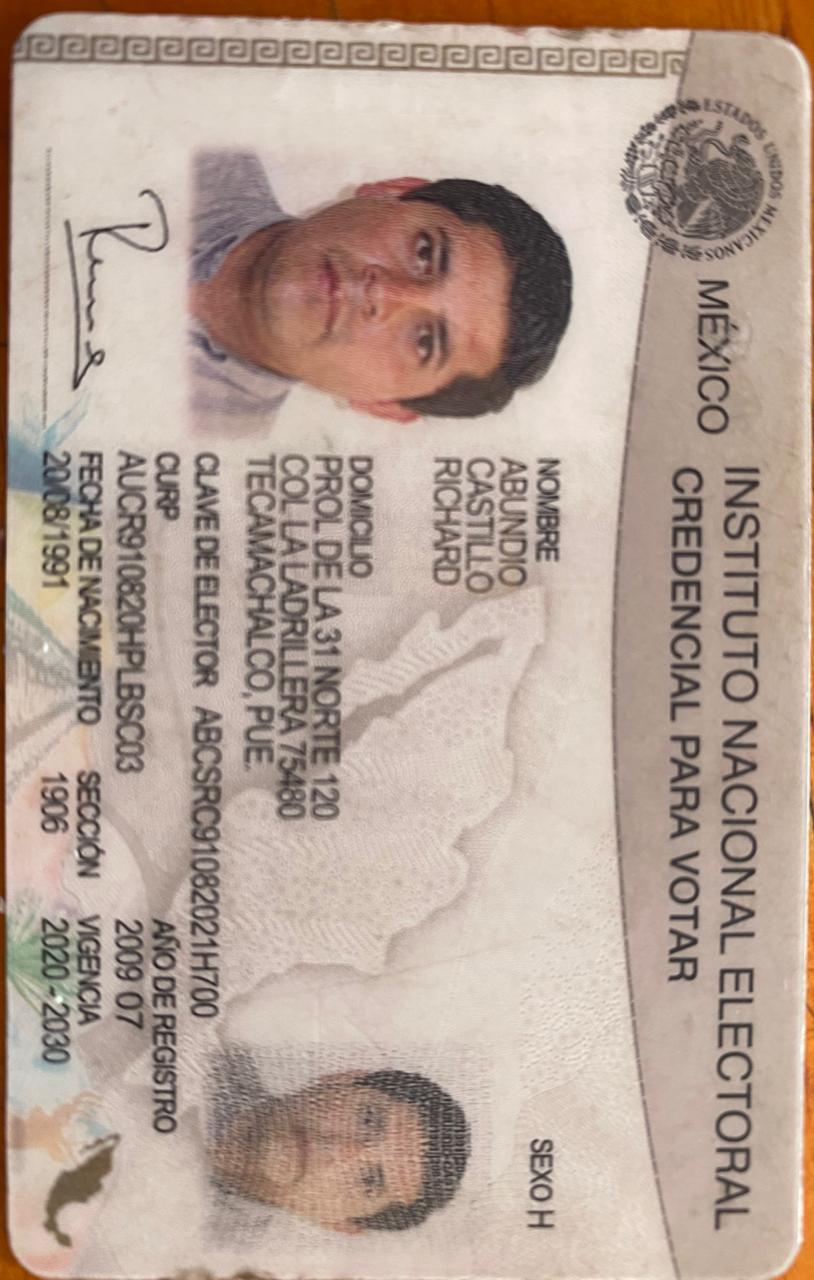 ESTADOS UNIDOS MEXICANOS
MÉXICO
INSTITUTO NACIONAL ELECTORAL
CREDENCIAL PARA VOTAR
NOMBRE
SEXO H
ABUNDIO
CASTILLO
RICHARD
DOMICILIO
PROL DE LA 31 NORTE 120
COL LA LADRILLERA 75480
TECAMACHALCO, PUE.
CLAVE DE ELECTOR ABCSRC91082021H700
CURP AÑO DE REGISTRO
AUCR910820HPLBSC03 2009 07
FECHA DE NACIMIENTO SECCIÓN VIGENCIA
20/08/1991 1906 2020 - 2030